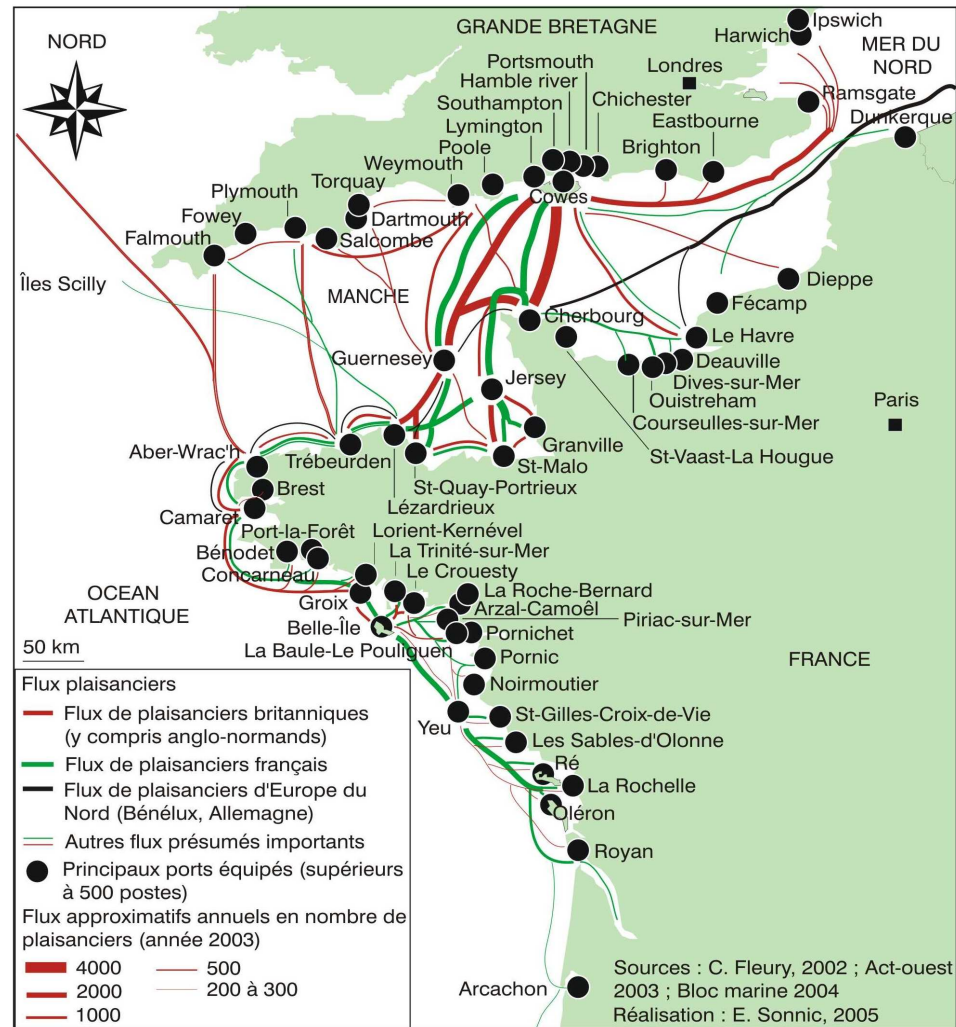 NORD
GRANDE BRETAGNE
Ipswich
Harwich
MER DU
NORD
Portsmouth
Hamble river
Londres
Southampton
Chichester
Ramsgate
Lymington
Eastbourne
Dunkerque
Poole
Brighton
Weymouth
Torquay
Plymouth
Cowes
Fowey
Dartmouth
Falmouth
Salcombe
Îles Scilly
MANCHE
Dieppe
Fécamp
Cherbourg
Le Havre
Guernesey
Deauville
Jersey
Dives-sur-Mer
Ouistreham
Paris
Courseulles-sur-Mer
Granville
Aber-Wrac'h
St-Vaast-La Hougue
Trébeurden
St-Malo
Brest
St-Quay-Portrieux
Lézardrieux
Camaret
Port-la-Forêt
Lorient-Kernével
Bénodet
La Trinité-sur-Mer
Concarneau
Le Crouesty
OCEAN
ATLANTIQUE
La Roche-Bernard
Groix
Arzal-Camoêl
Belle-Île
Piriac-sur-Mer
Pornichet
La Baule-Le Pouliguen
50 km
Pornic
FRANCE
Noirmoutier
St-Gilles-Croix-de-Vie
Yeu
Les Sables-d'Olonne
Ré
La Rochelle
Oléron
Royan
Arcachon
Flux plaisanciers
Flux de plaisanciers britanniques
(y compris anglo-normands)
Flux de plaisanciers français
Flux de plaisanciers d'Europe du
Nord (Bénélux, Allemagne)
Autres flux présumés importants
Principaux ports équipés (supérieurs
à 500 postes)
Flux approximatifs annuels en nombre de
plaisanciers (année 2003)
4000
500
2000
200 à 300
1000
Sources : C. Fleury, 2002 ; Act-ouest
2003 ; Bloc marine 2004
Réalisation : E. Sonnic, 2005